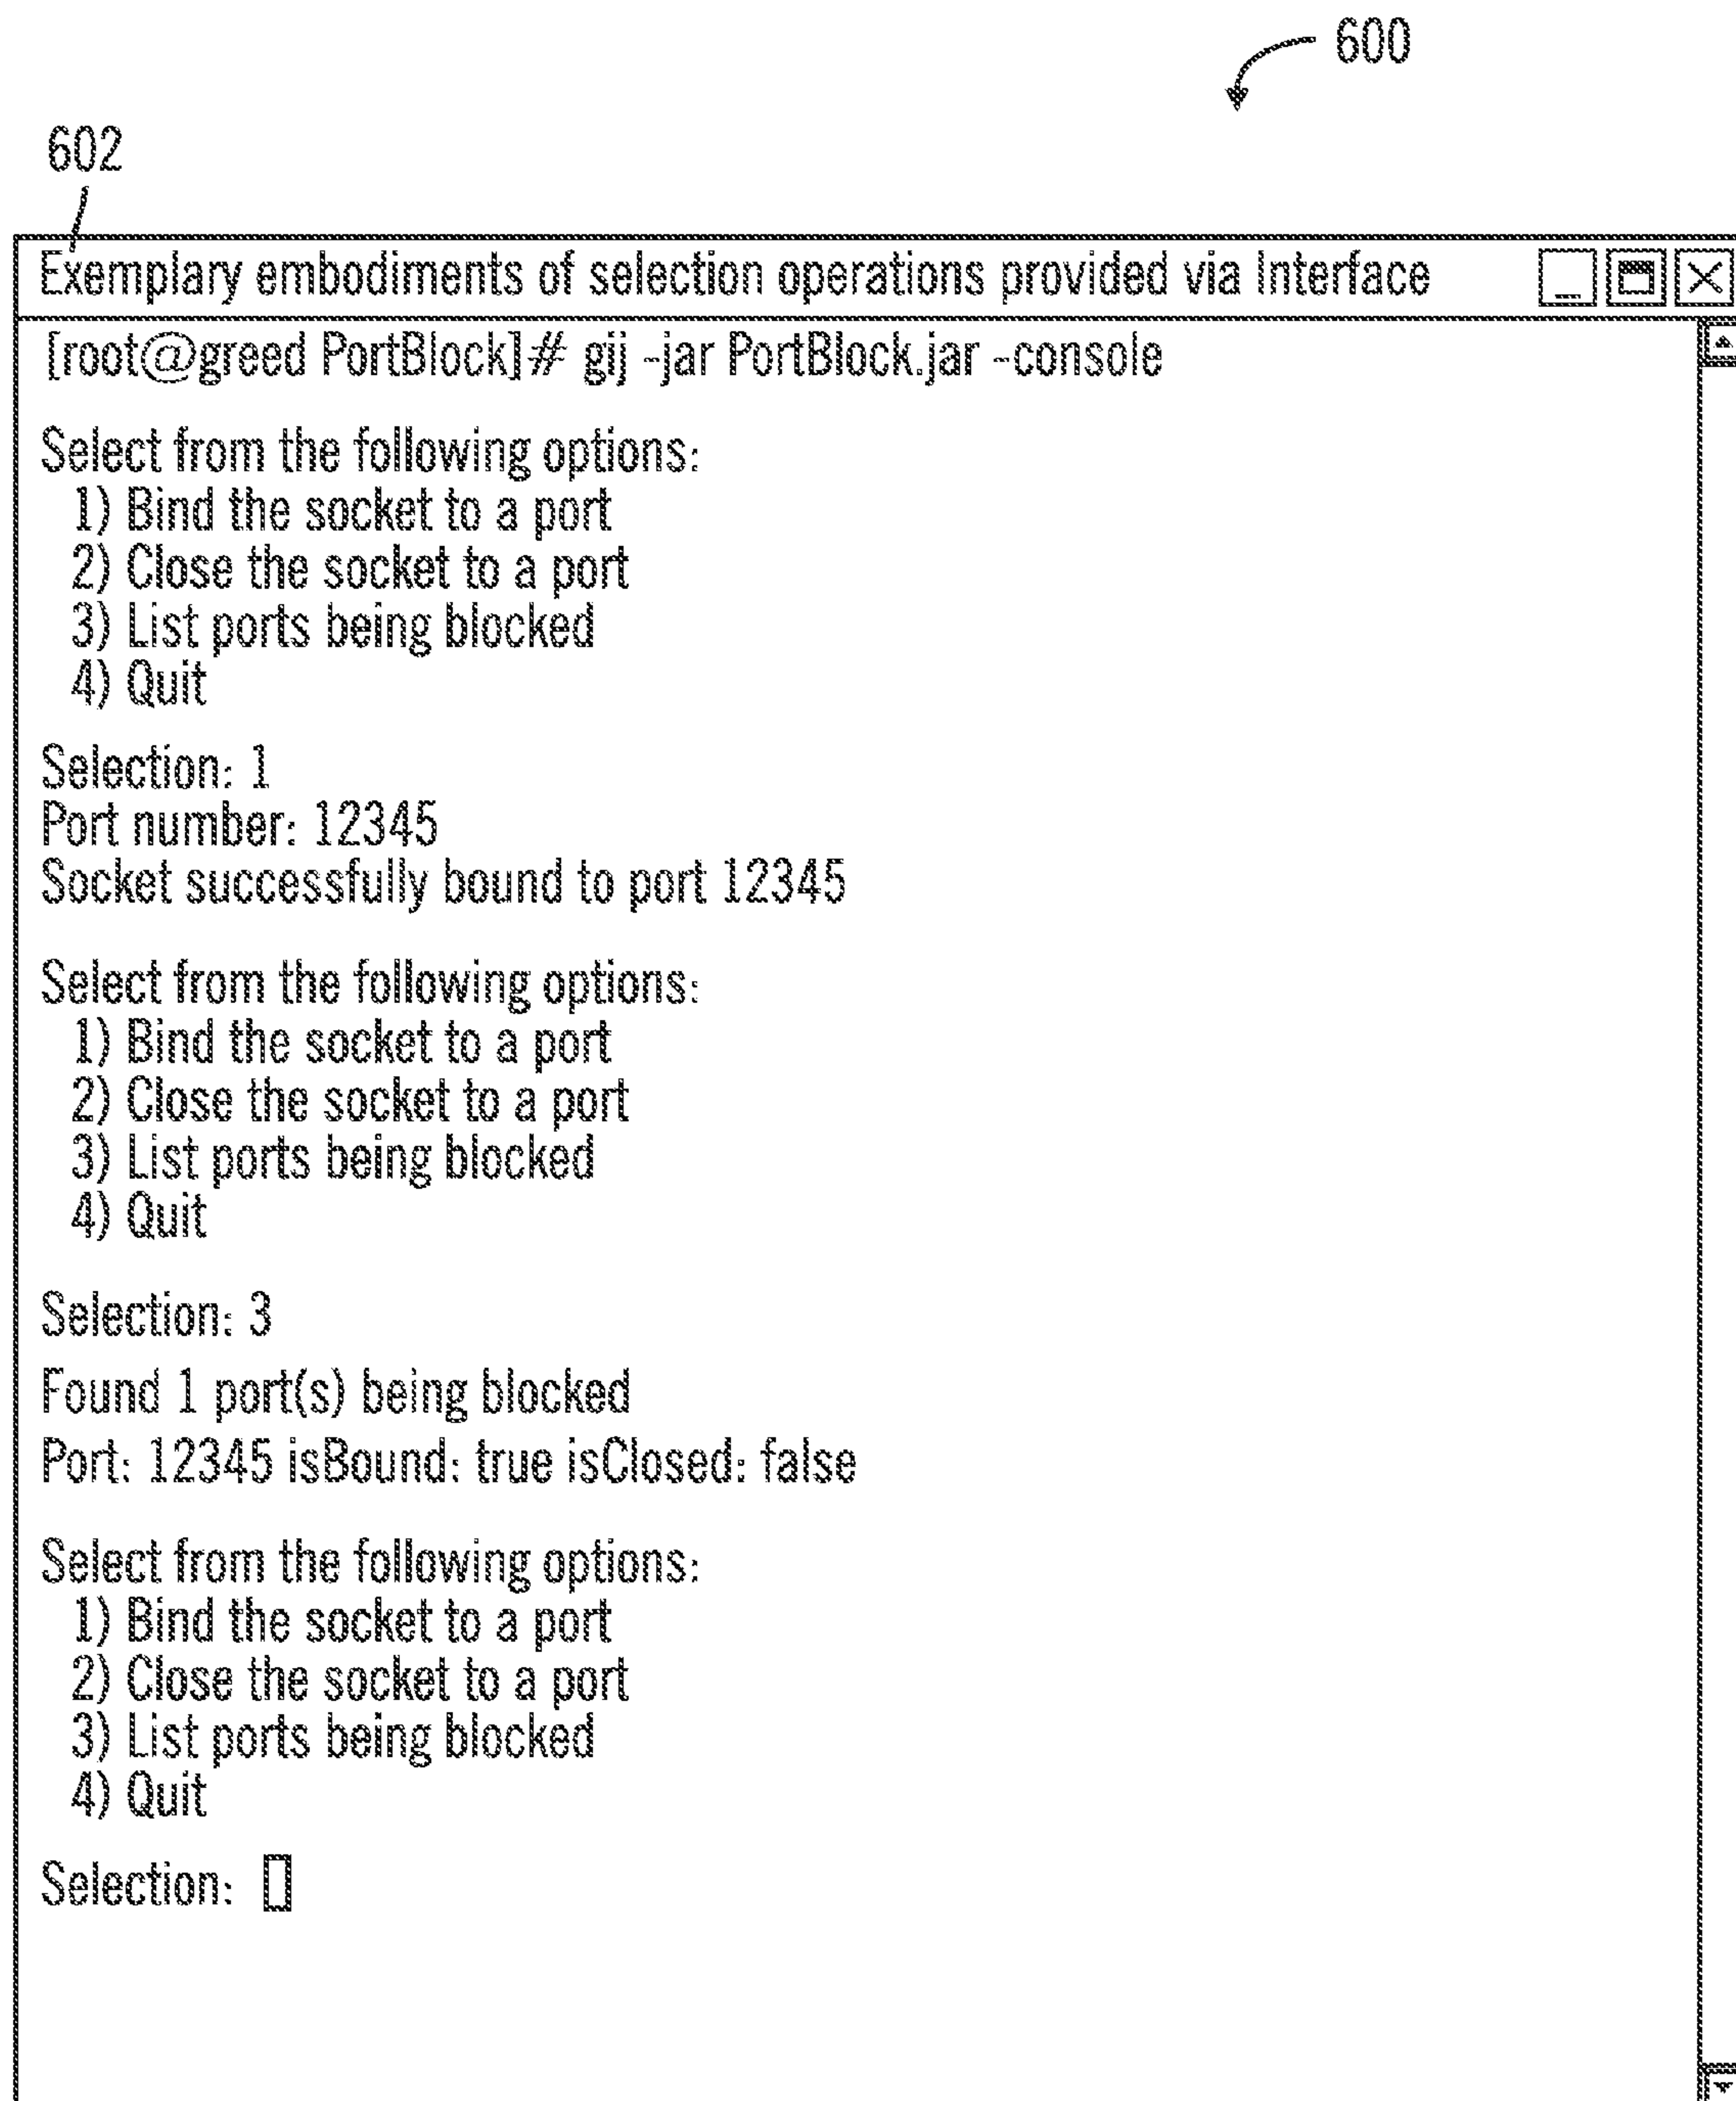 600
602
Exemplary embodiments of selection operations provided via Interface
[root@greed PortBlock]# gij -jar PortBlock.jar -console
Select from the following options:
1) Bind the socket to a port
2) Close the socket to a port
3) List ports being blocked
4) Quit
Selection: 1
Port number: 12345
Socket successfully bound to port 12345
Select from the following options:
1) Bind the socket to a port
2) Close the socket to a port
3) List ports being blocked
4) Quit
Selection: 3
Found 1 port(s) being blocked
Port: 12345 isBound: true isClosed: false
Select from the following options:
1) Bind the socket to a port
2) Close the socket to a port
3) List ports being blocked
4) Quit
Selection: